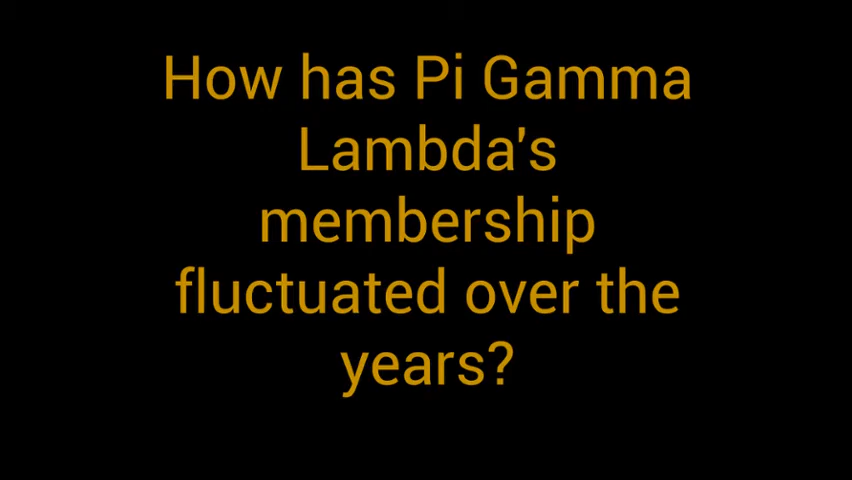 How has Pi Gamma
Lambda's
membership
fluctuated over the
years?